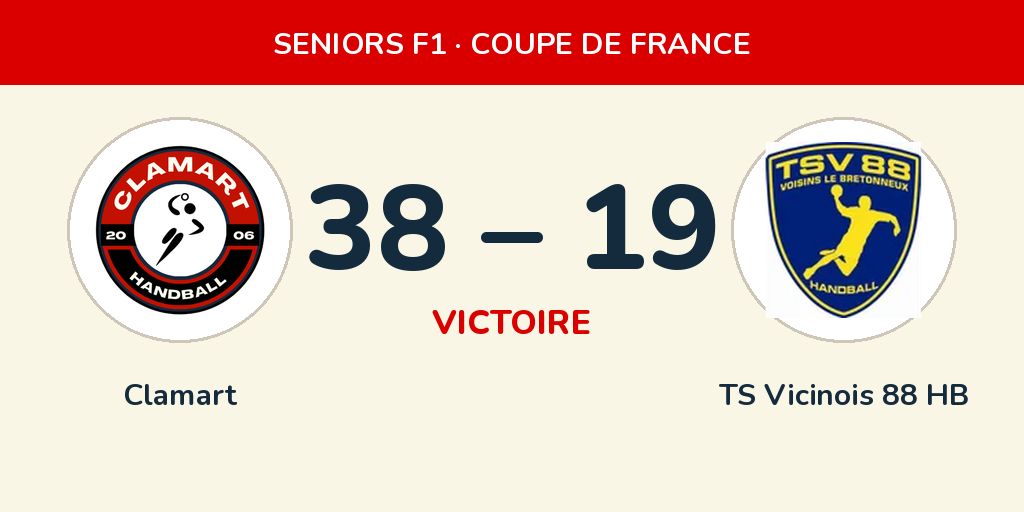 SENIORS F1 · COUPE DE FRANCE
CLAMART
20 06
HANDBALL
38 – 19
TSV 88
VOISINS LE BRETONNEUX
HANDBALL
VICTOIRE
Clamart
TS Vicinois 88 HB